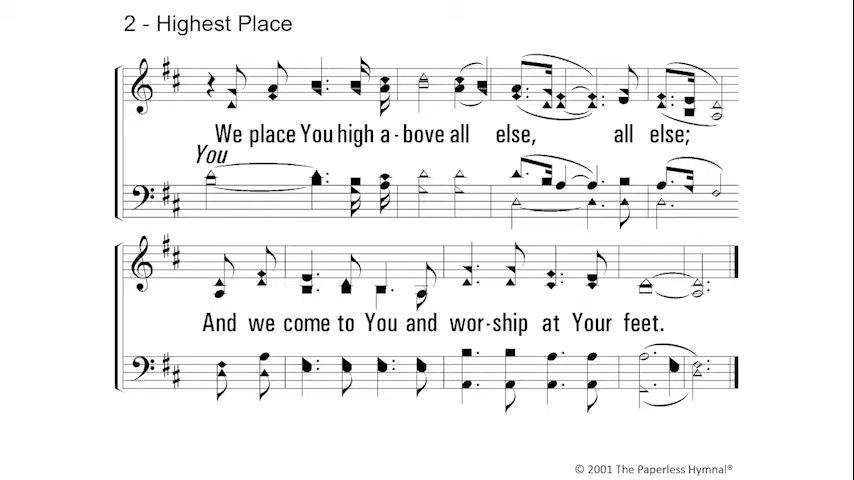 2 - Highest Place
We place You high a-bove all else, all else;
You
And we come to You and wor-ship at Your feet.
© 2001 The Paperless Hymnal®